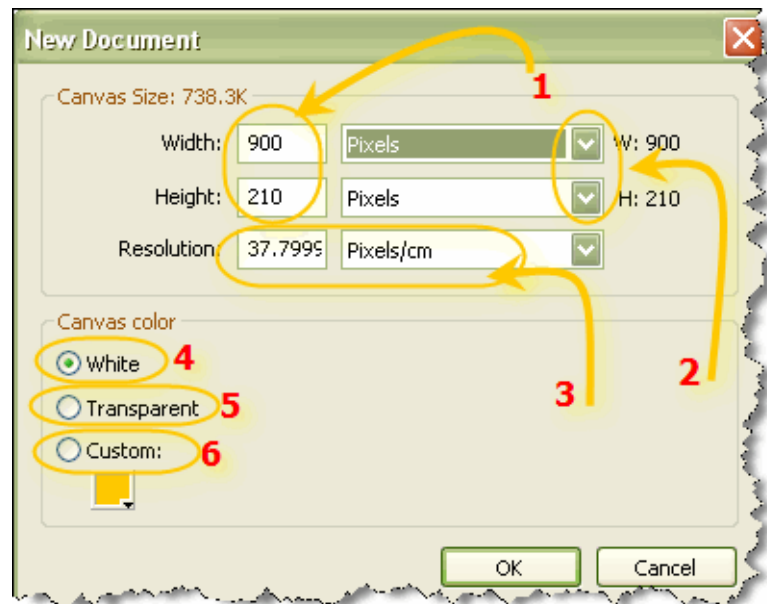 New Document
1
Canvas Size: 738.3K
Width: 900 Pixels W: 900
Height: 210 Pixels H: 210
Resolution: 37.7999 Pixels/cm
2
3
Canvas color
White 4
Transparent 5
Custom: 6
OK Cancel